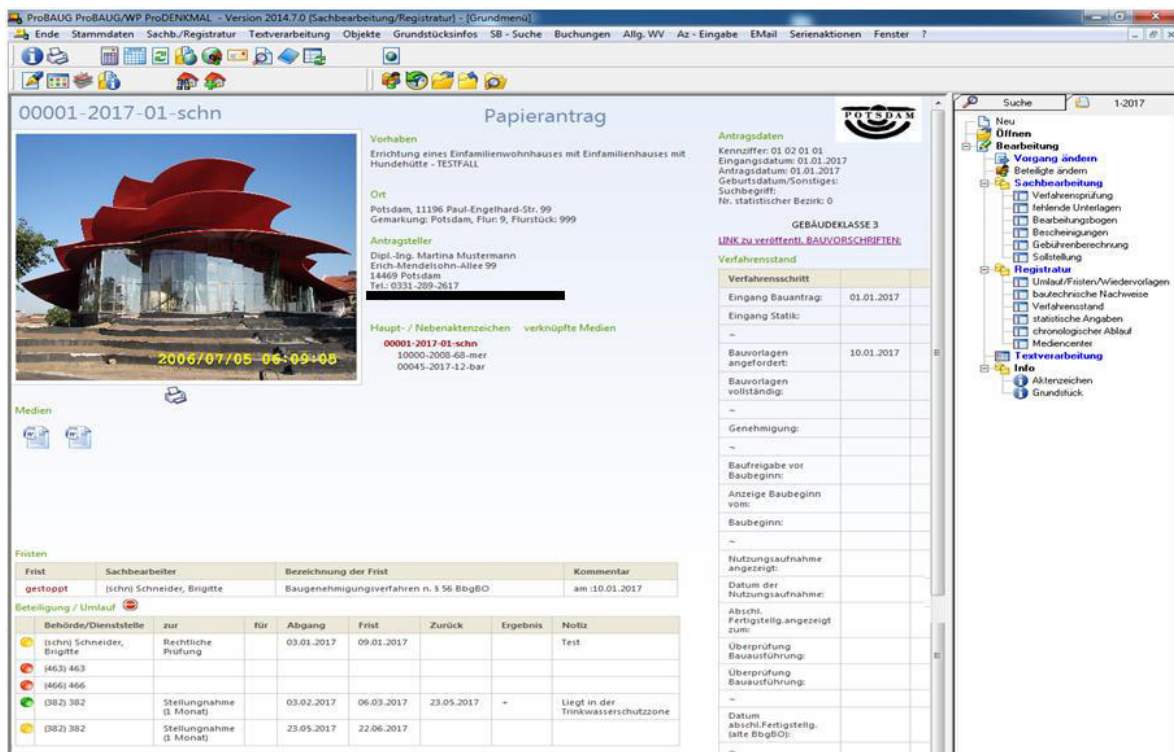 ProBAUG ProBAUG/WP ProDENKMAL - Version 2014.7.0 (Sachbearbeitung/Registratur) - [Grundmenü]
Ende Stammdaten Sachb./Registratur Textverarbeitung Objekte Grundstücksinfos SB - Suche Buchungen Allg. WV Az - Eingabe EMail Serienaktionen Fenster ?
00001-2017-01-schn
Papierantrag
POTSDAM
2006/07/05 06:09:08
Vorhaben
Errichtung eines Einfamilienwohnhauses mit Einfamilienhauses mit
Hundehütte - TESTFALL
Ort
Potsdam, 11196 Paul-Engelhard-Str. 99
Gemarkung: Potsdam, Flur: 9, Flurstück: 999
Antragsteller
Dipl.-Ing. Martina Mustermann
Erich-Mendelsohn-Allee 99
14469 Potsdam
Tel.: 0331-289-2617
Haupt- / Nebenaktenzeichen verknüpfte Medien
00001-2017-01-schn
10000-2008-68-mer
00045-2017-12-bar
Antragsdaten
Kennziffer: 01 02 01 01
Eingangsdatum: 01.01.2017
Antragsdatum: 01.01.2017
Geburtsdatum/Sonstiges:
Suchbegriff:
Nr. statistischer Bezirk: 0
GEBÄUDEKLASSE 3
LINK zu veröffentl. BAUVORSCHRIFTEN:
Verfahrensstand
Verfahrensschritt
Eingang Bauantrag: 01.01.2017
Eingang Statik:
~
Bauvorlagen angefordert: 10.01.2017
Bauvorlagen
vollständig:
~
Genehmigung:
~
Baufreigabe vor
Baubeginn:
Anzeige Baubeginn
vom:
Baubeginn:
~
Nutzungsaufnahme
angezeigt:
Datum der
Nutzungsaufnahme:
Abschl.
Fertigstellg.angezeigt
zum:
Überprüfung
Bauausführung:
Überprüfung
Bauausführung:
~
Datum
abschl.Fertigstellg.
(alte BbgBO):
~
Medien
Fristen
Frist Sachbearbeiter Bezeichnung der Frist Kommentar
gestoppt (schn) Schneider, Brigitte Baugenehmigungsverfahren n. § 56 BbgBO am :10.01.2017
Beteiligung / Umlauf
Behörde/Dienststelle zur für Abgang Frist Zurück Ergebnis Notiz
(schn) Schneider, Brigitte Rechtliche Prüfung 03.01.2017 09.01.2017 Test
(463) 463
(466) 466
(382) 382 Stellungnahme (1 Monat) 03.02.2017 06.03.2017 23.05.2017 + Liegt in der Trinkwasserschutzzone
(382) 382 Stellungnahme (1 Monat) 23.05.2017 22.06.2017
Suche 1-2017
Neu
Öffnen
Bearbeitung
Vorgang ändern
Beteiligte ändern
Sachbearbeitung
Verfahrensprüfung
fehlende Unterlagen
Bearbeitungsbogen
Bescheinigungen
Gebührenberechnung
Sollstellung
Registratur
Umlauf/Fristen/Wiedervorlagen
bautechnische Nachweise
Verfahrensstand
statistische Angaben
chronologischer Ablauf
Mediencenter
Textverarbeitung
Info
Aktenzeichen
Grundstück